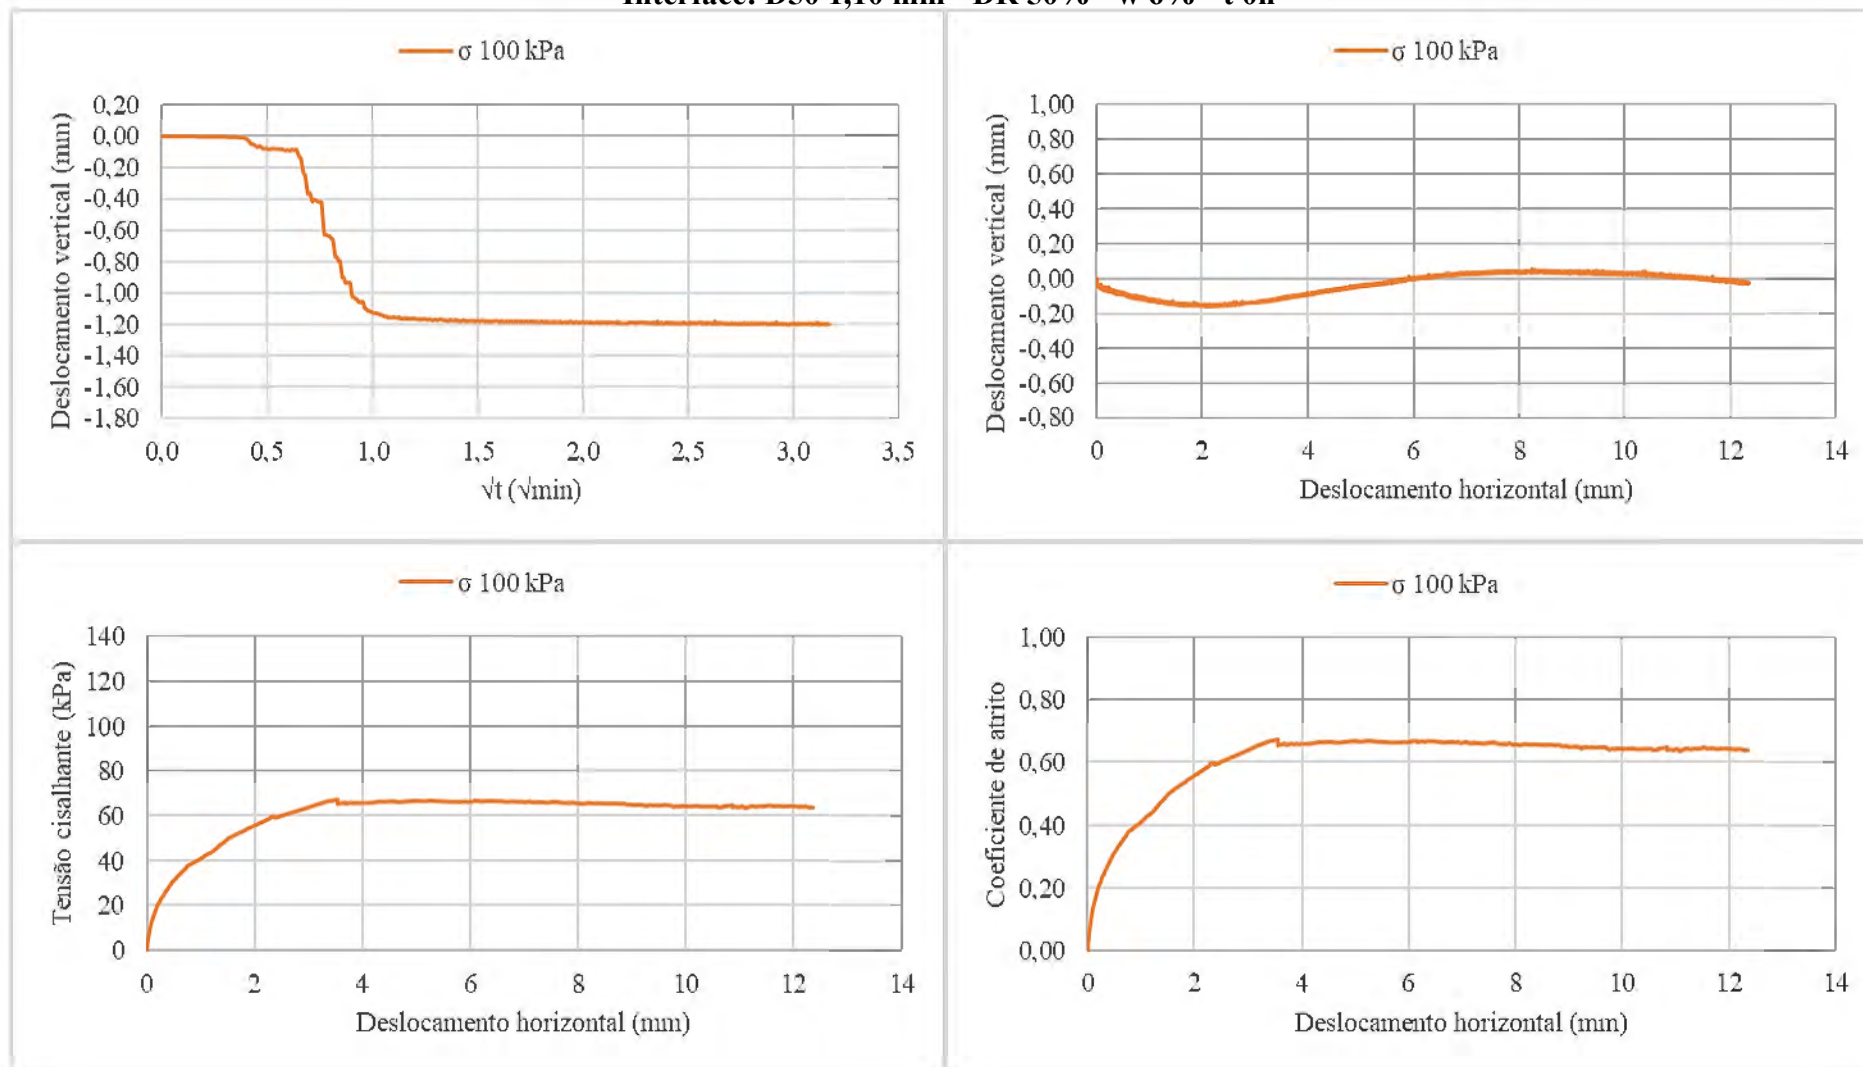 σ 100 kPa
0,20
0,00
-0,20
-0,40
-0,60
-0,80
-1,00
-1,20
-1,40
-1,60
-1,80
Deslocamento vertical (mm)
0,0 0,5 1,0 1,5 2,0 2,5 3,0 3,5
√t (√min)
σ 100 kPa
1,00
0,80
0,60
0,40
0,20
0,00
-0,20
-0,40
-0,60
-0,80
Deslocamento vertical (mm)
0 2 4 6 8 10 12 14
Deslocamento horizontal (mm)
σ 100 kPa
140
120
100
80
60
40
20
0
Tensão cisalhante (kPa)
0 2 4 6 8 10 12 14
Deslocamento horizontal (mm)
σ 100 kPa
1,00
0,80
0,60
0,40
0,20
0,00
Coeficiente de atrito
0 2 4 6 8 10 12 14
Deslocamento horizontal (mm)